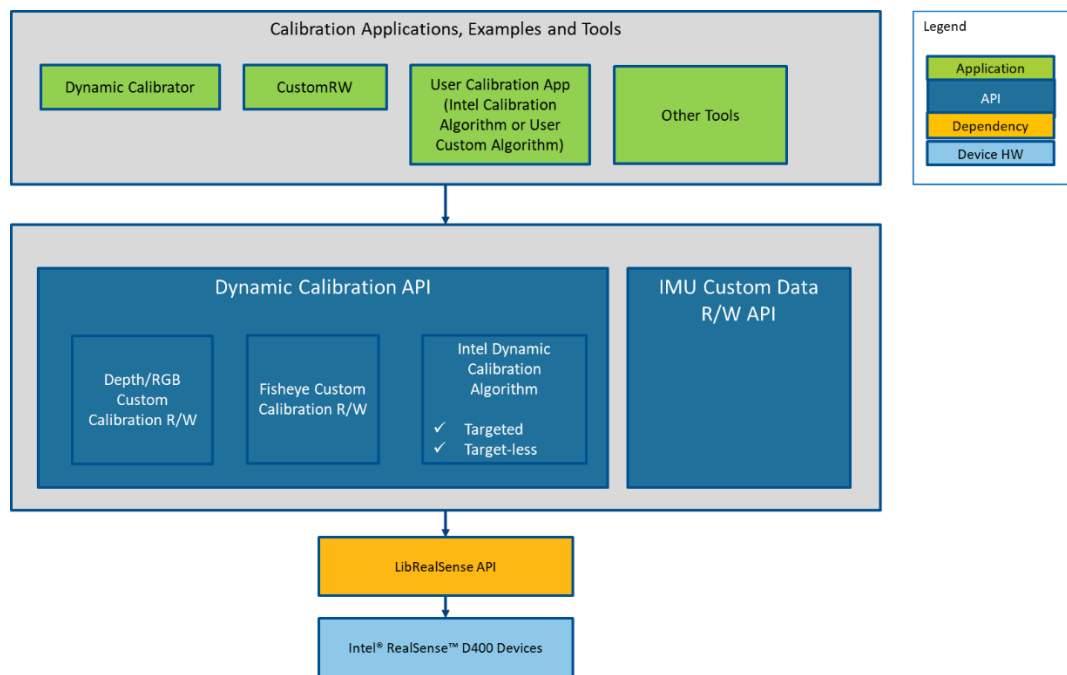 Calibration Applications, Examples and Tools
Dynamic Calibrator
CustomRW
User Calibration App
(Intel Calibration
Algorithm or User
Custom Algorithm)
Other Tools
Legend
Application
API
Dependency
Device HW
Dynamic Calibration API
Depth/RGB
Custom
Calibration R/W
Fisheye Custom
Calibration R/W
Intel Dynamic
Calibration
Algorithm
✓ Targeted
✓ Target-less
IMU Custom Data
R/W API
LibRealSense API
Intel® RealSense™ D400 Devices